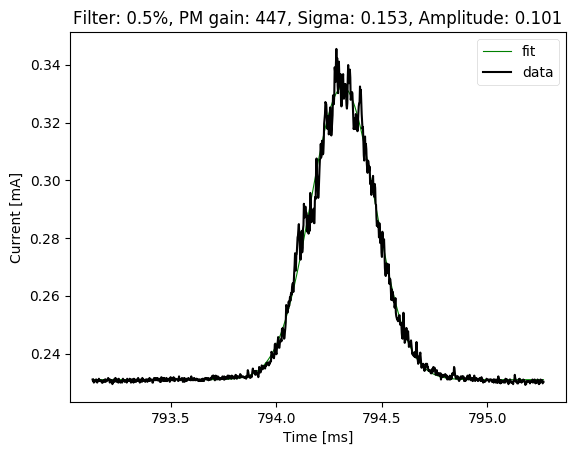 Filter: 0.5%, PM gain: 447, Sigma: 0.153, Amplitude: 0.101
fit
data
0.34
0.32
0.30
0.28
0.26
0.24
Current [mA]
793.5
794.0
794.5
795.0
Time [ms]